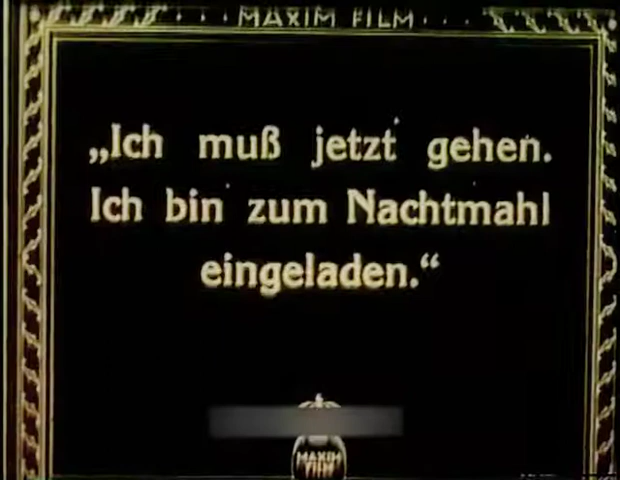 MAXIM FILM
„Ich muß jetzt gehen.
Ich bin zum Nachtmahl
eingeladen.“
MAXIM
FILM